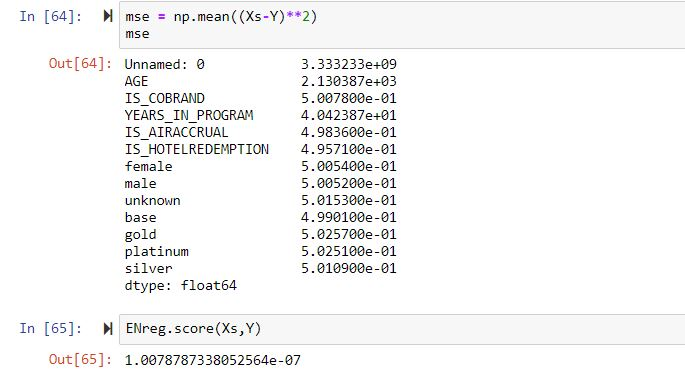 In [64]: mse = np.mean((Xs-Y)**2)
mse
Out[64]: Unnamed: 0 3.333233e+09
AGE 2.130387e+03
IS_COBRAND 5.007800e-01
YEARS_IN_PROGRAM 4.042387e+01
IS_AIRACCRUAL 4.983600e-01
IS_HOTELREDEMPTION 4.957100e-01
female 5.005400e-01
male 5.005200e-01
unknown 5.015300e-01
base 4.990100e-01
gold 5.025700e-01
platinum 5.025100e-01
silver 5.010900e-01
dtype: float64
In [65]: ENreg.score(Xs,Y)
Out[65]: 1.0078787338052564e-07